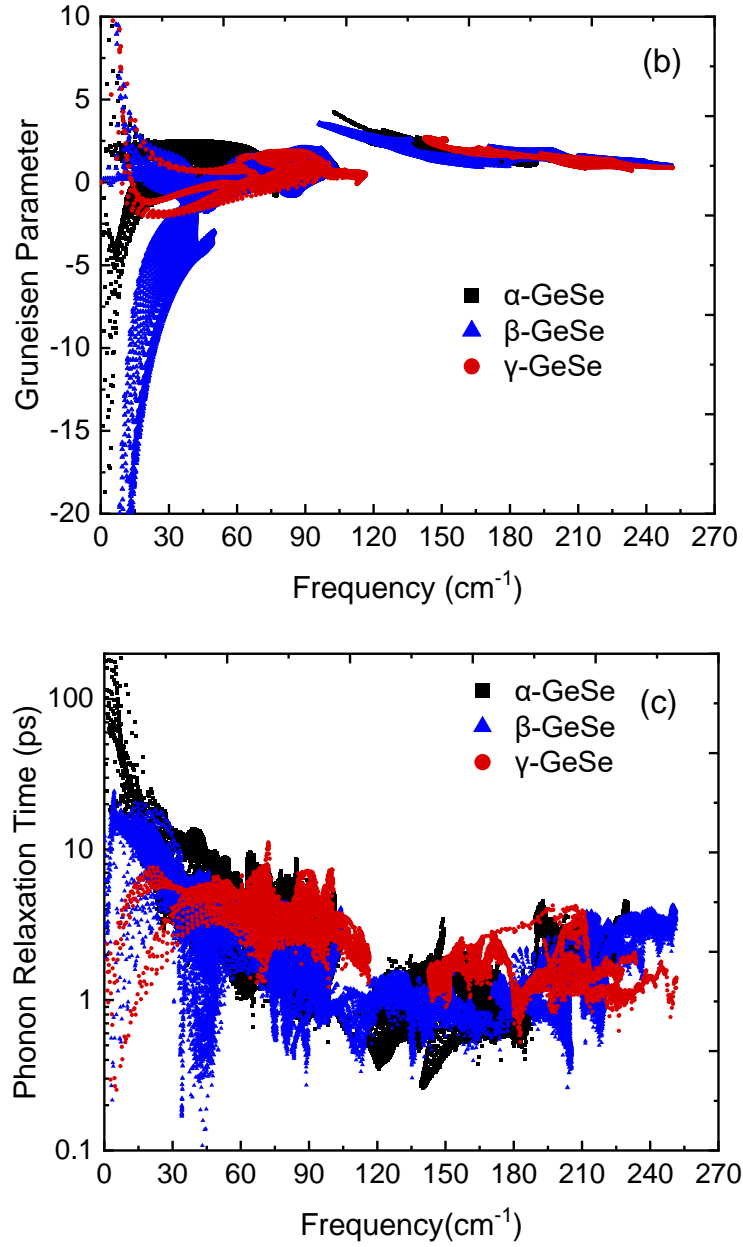 10
(b)
5
0
-5
-10
-15
-20
Gruneisen Parameter
α-GeSe
β-GeSe
γ-GeSe
0 30 60 90 120 150 180 210 240 270
Frequency (cm⁻¹)
100
10
1
0.1
Phonon Relaxation Time (ps)
α-GeSe
β-GeSe
γ-GeSe
(c)
0 30 60 90 120 150 180 210 240 270
Frequency(cm⁻¹)